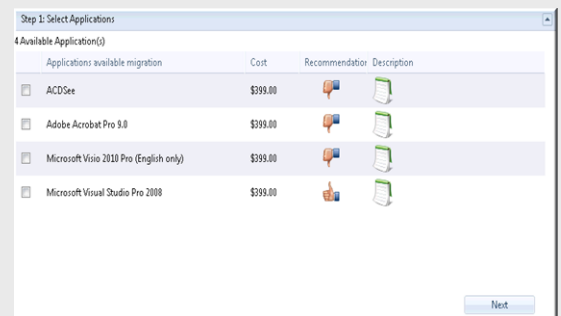 Step 1: Select Applications
4 Available Application(s)
Applications available migration Cost Recommendation Description
ACDSee $399.00
Adobe Acrobat Pro 9.0 $399.00
Microsoft Visio 2010 Pro (English only) $399.00
Microsoft Visual Studio Pro 2008 $399.00
Next